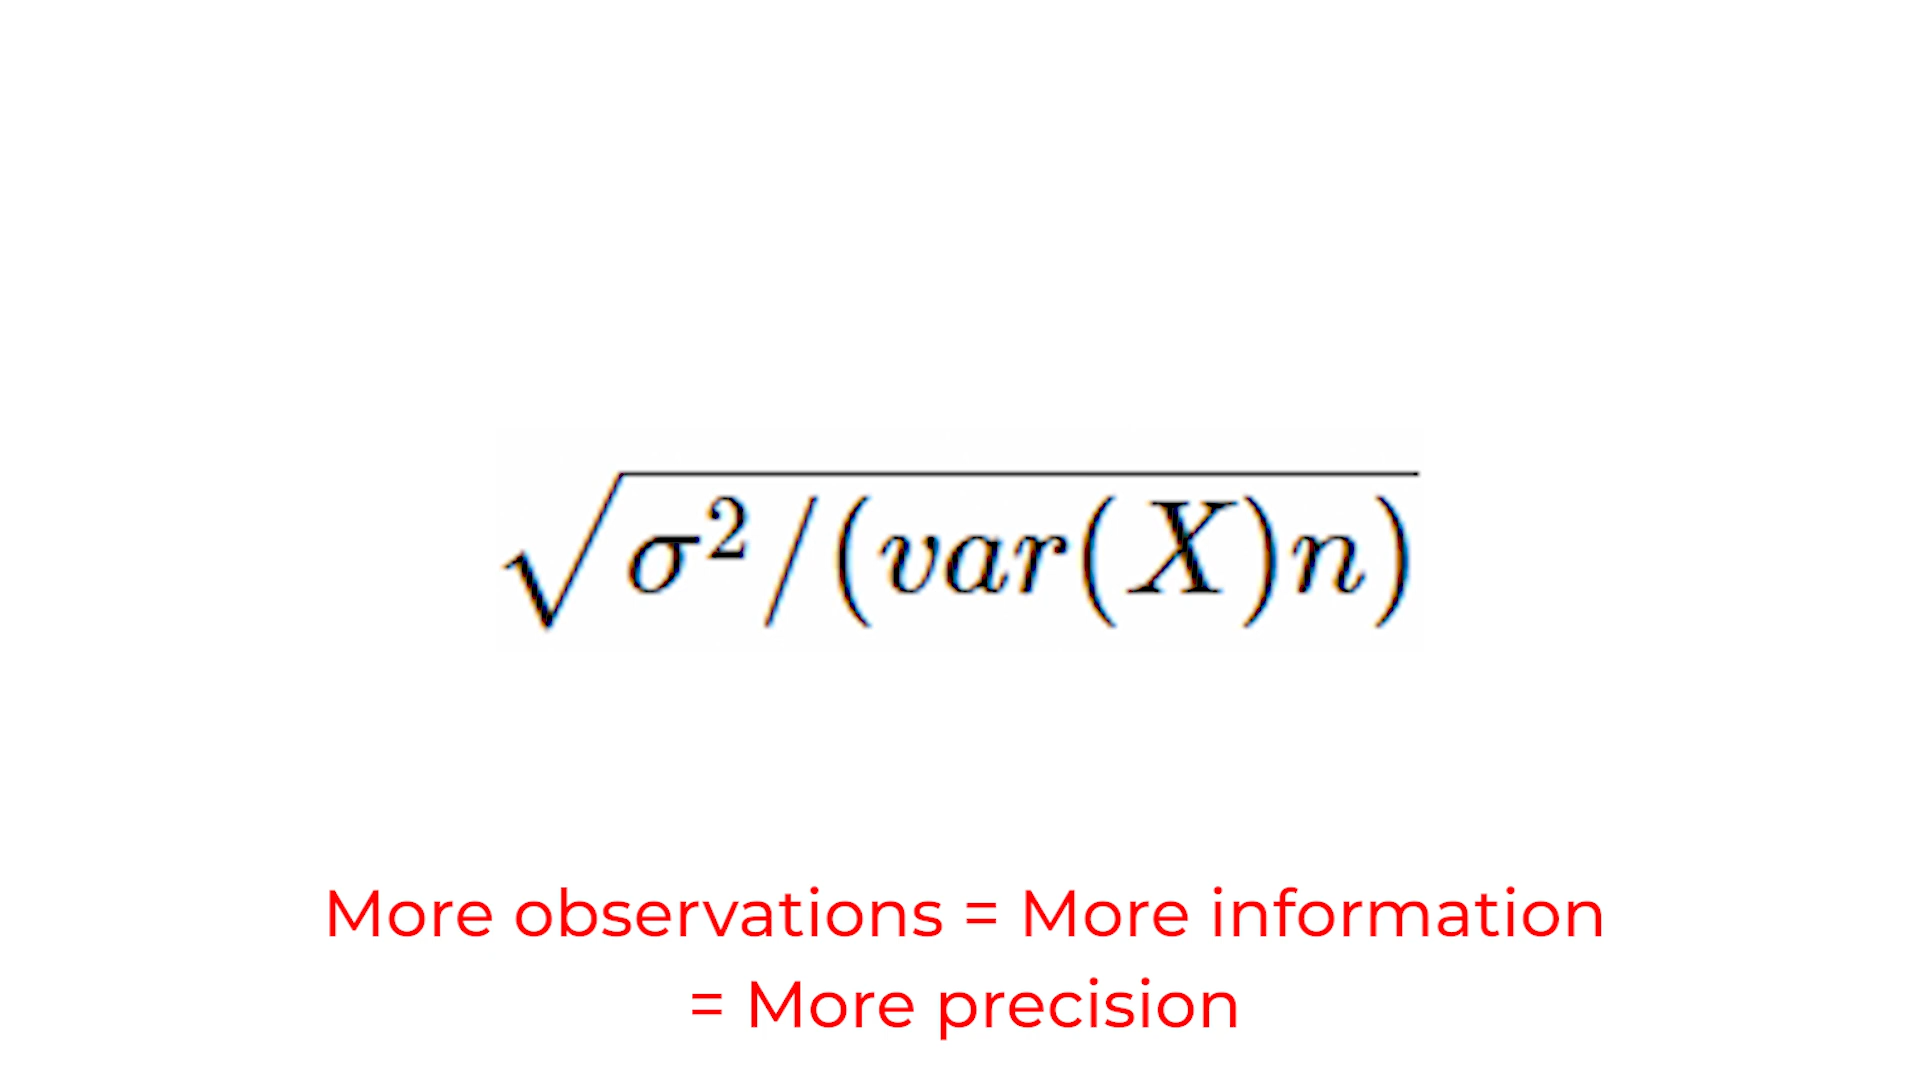 √σ²/(var(X)n)
More observations = More information
= More precision